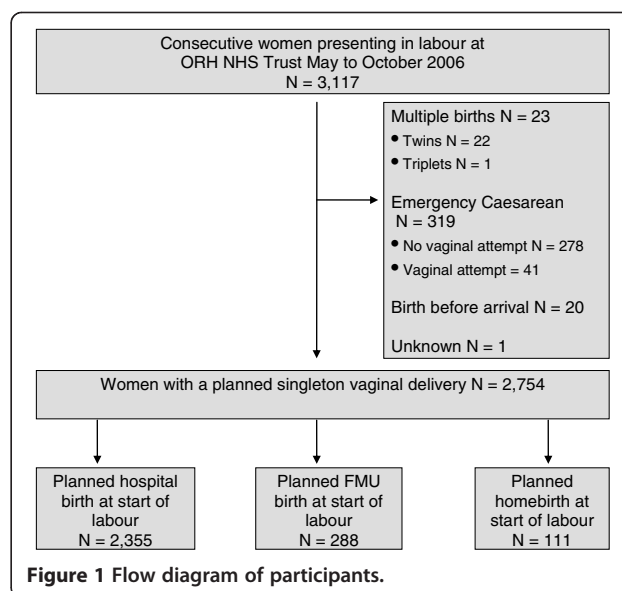 Consecutive women presenting in labour at
ORH NHS Trust May to October 2006
N = 3,117
Multiple births N = 23
• Twins N = 22
• Triplets N = 1
Emergency Caesarean
N = 319
• No vaginal attempt N = 278
• Vaginal attempt = 41
Birth before arrival N = 20
Unknown N = 1
Women with a planned singleton vaginal delivery N = 2,754
Planned hospital
birth at start of
labour
N = 2,355
Planned FMU
birth at start of
labour
N = 288
Planned
homebirth at
start of labour
N = 111
Figure 1 Flow diagram of participants.